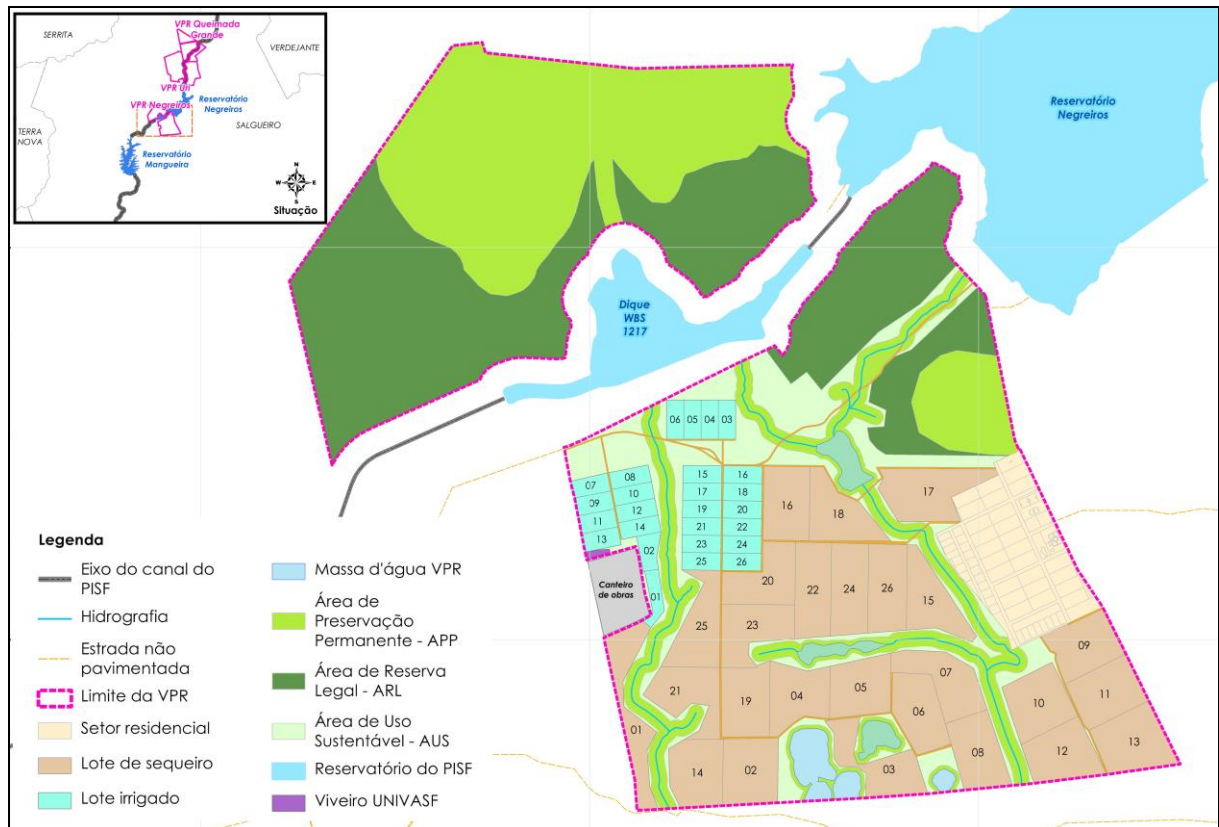 VPR Queimada
Grande
SERRITA
VERDEJANTE
VPR Uri
VPR Negreiros
Reservatório
Negreiros
TERRA
NOVA
SALGUEIRO
Reservatório
Mangueira
N
W E
S
Situação
Reservatório
Negreiros
Dique
WBS
1217
06 05 04 03
07
08
09
10
11
12
13
14
02
01
Canteiro
de obras
15 16
17 18
19 20
21 22
23 24
25 26
16
18
17
20
22
24
26
15
23
25
21
19
04
05
07
06
01
14
02
03
08
10
09
11
12
13
Legenda
Eixo do canal do
PISF
Hidrografia
Estrada não
pavimentada
Limite da VPR
Setor residencial
Lote de sequeiro
Lote irrigado
Massa d'água VPR
Área de
Preservação
Permanente - APP
Área de Reserva
Legal - ARL
Área de Uso
Sustentável - AUS
Reservatório do PISF
Viveiro UNIVASF